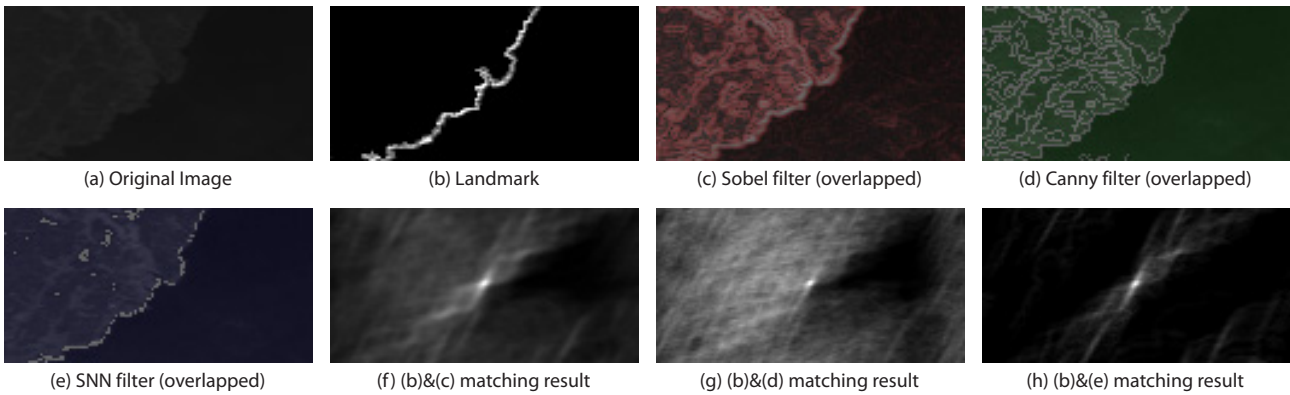 (a) Original Image
(b) Landmark
(c) Sobel filter (overlapped)
(d) Canny filter (overlapped)
(e) SNN filter (overlapped)
(f) (b)&(c) matching result
(g) (b)&(d) matching result
(h) (b)&(e) matching result